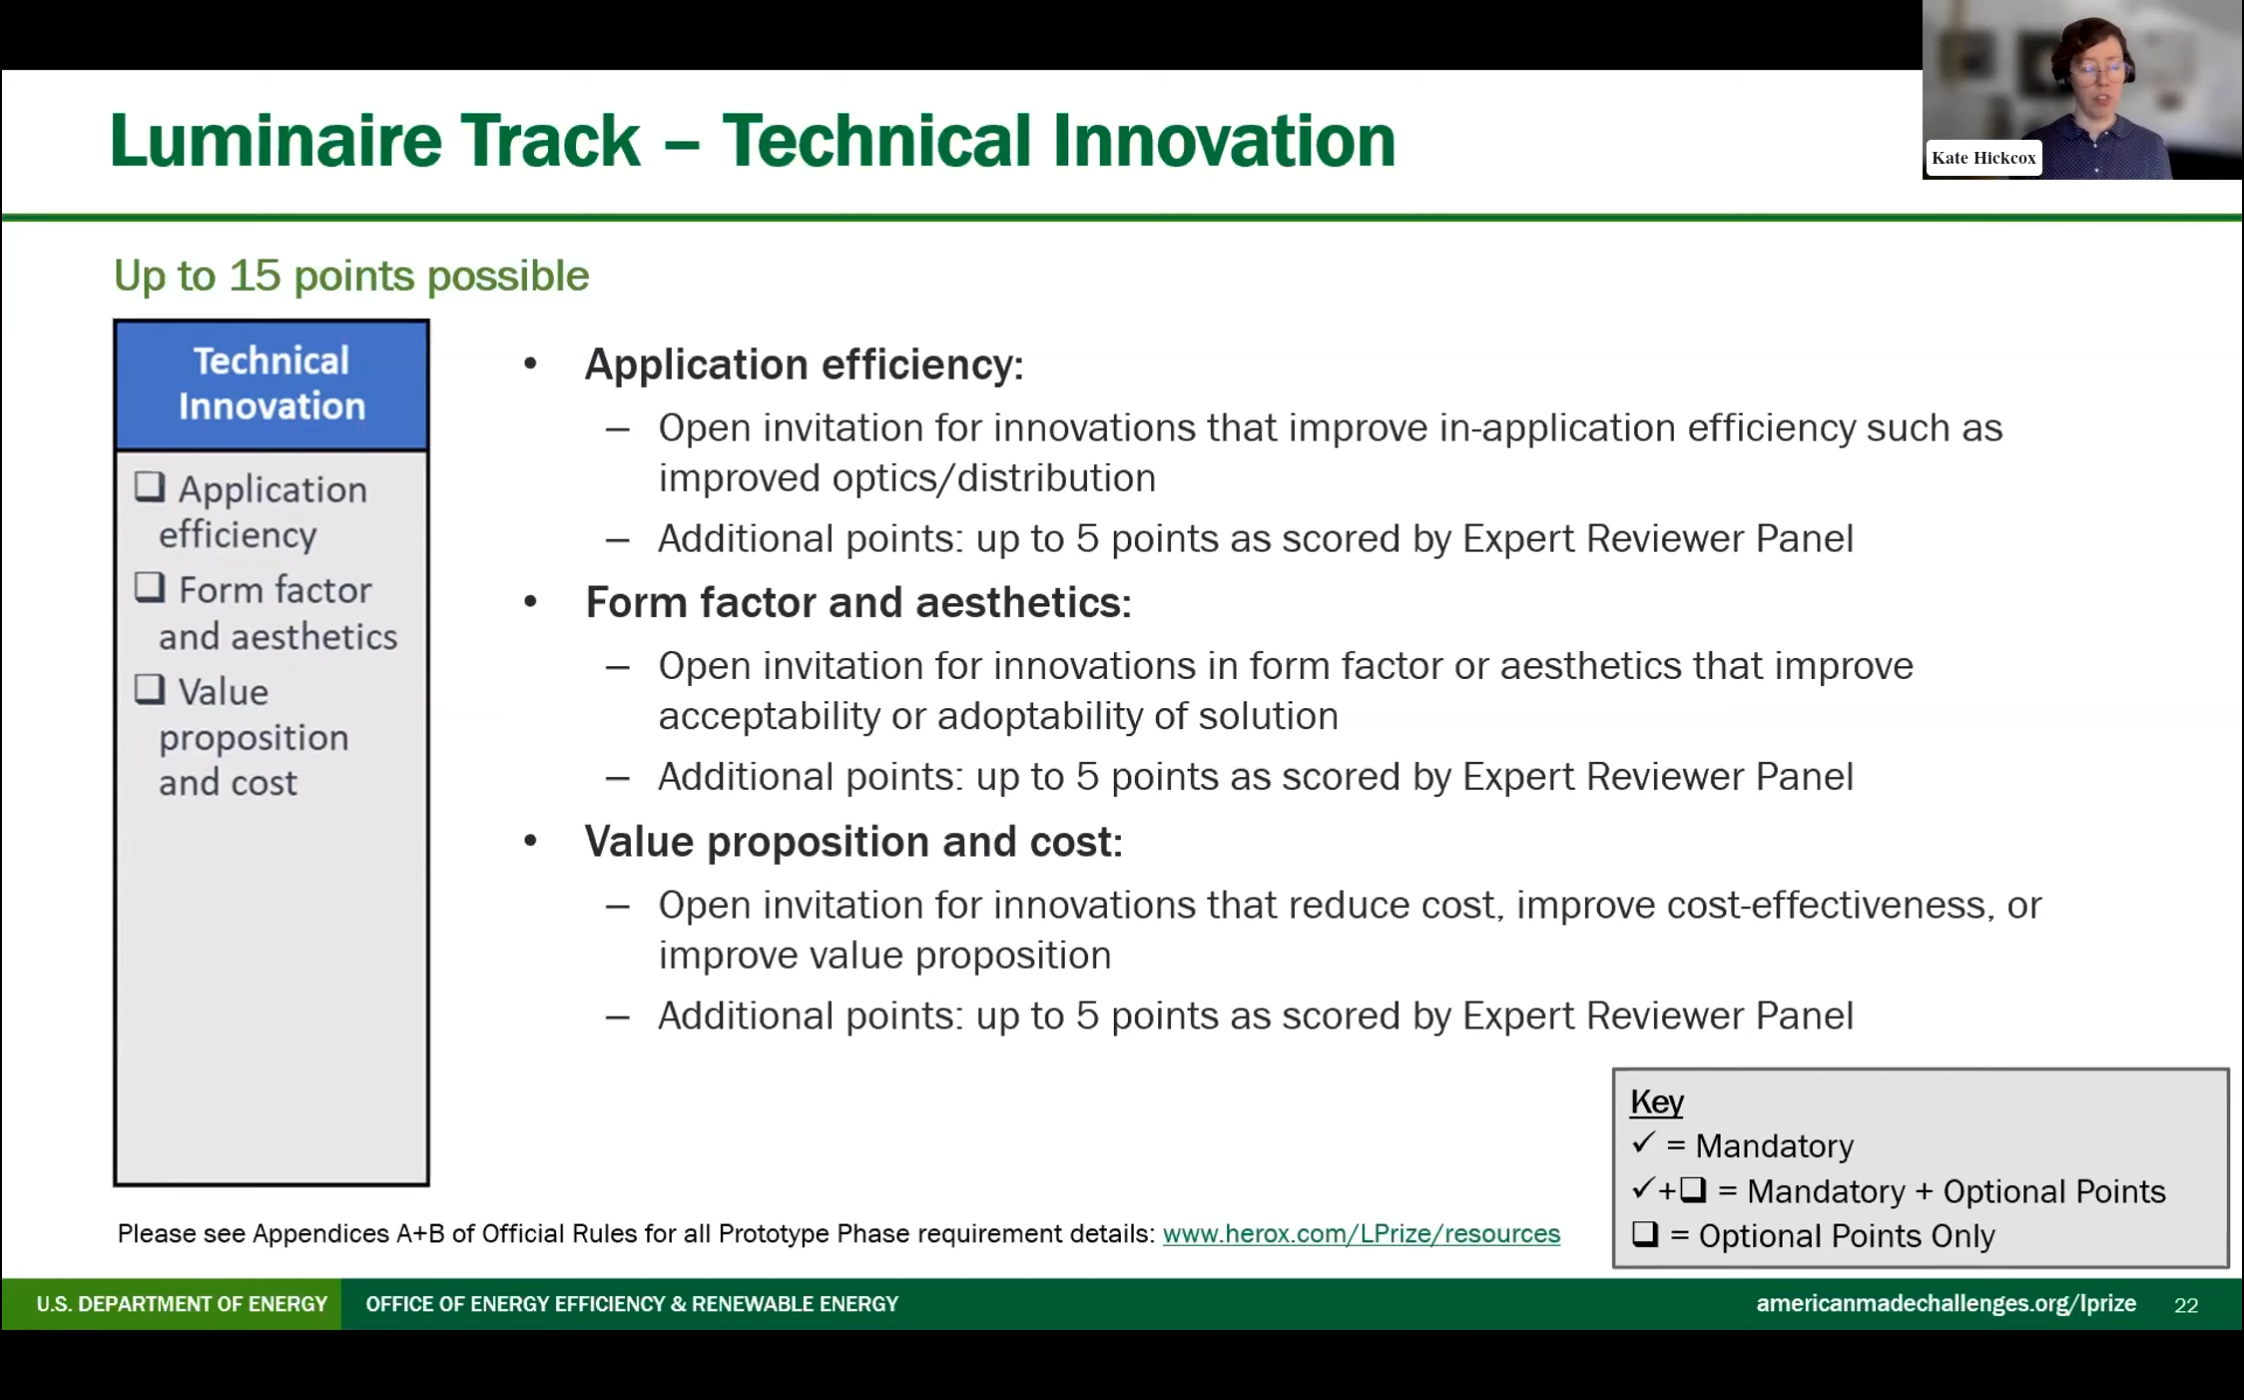 Luminaire Track – Technical Innovation
Kate Hickcox
Up to 15 points possible
Technical
Innovation
❑ Application
efficiency
❑ Form factor
and aesthetics
❑ Value
proposition
and cost
• Application efficiency:
– Open invitation for innovations that improve in-application efficiency such as
improved optics/distribution
– Additional points: up to 5 points as scored by Expert Reviewer Panel
• Form factor and aesthetics:
– Open invitation for innovations in form factor or aesthetics that improve
acceptability or adoptability of solution
– Additional points: up to 5 points as scored by Expert Reviewer Panel
• Value proposition and cost:
– Open invitation for innovations that reduce cost, improve cost-effectiveness, or
improve value proposition
– Additional points: up to 5 points as scored by Expert Reviewer Panel
Key
✓ = Mandatory
✓+❑ = Mandatory + Optional Points
❑ = Optional Points Only
Please see Appendices A+B of Official Rules for all Prototype Phase requirement details: www.herox.com/LPrize/resources
U.S. DEPARTMENT OF ENERGY OFFICE OF ENERGY EFFICIENCY & RENEWABLE ENERGY americanmadechallenges.org/lprize 22